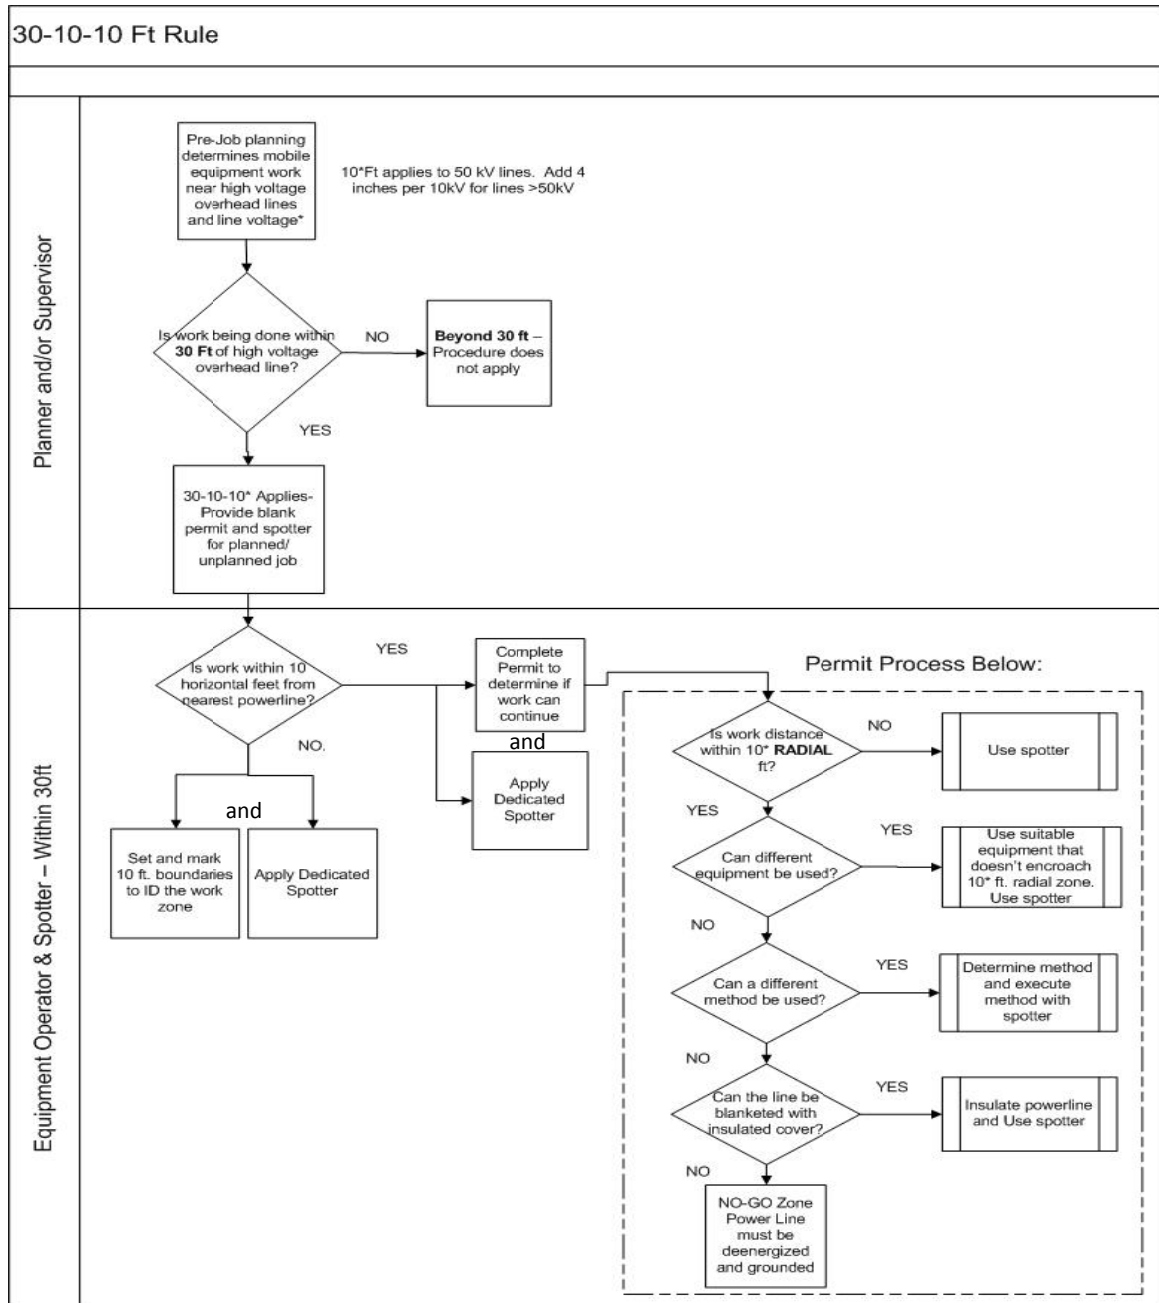 30-10-10 Ft Rule
Planner and/or Supervisor
Pre-Job planning
determines mobile
equipment work
near high voltage
overhead lines
and line voltage*
10*Ft applies to 50 kV lines. Add 4
inches per 10kV for lines >50kV
Is work being done within
30 Ft of high voltage
overhead line?
NO
Beyond 30 ft –
Procedure does
not apply
YES
30-10-10* Applies-
Provide blank
permit and spotter
for planned/
unplanned job
Equipment Operator & Spotter – Within 30ft
Is work within 10
horizontal feet from
nearest powerline?
YES
Complete
Permit to
determine if
work can
continue
and
Apply
Dedicated
Spotter
NO.
and
Set and mark
10 ft. boundaries
to ID the work
zone
Apply Dedicated
Spotter
Permit Process Below:
Is work distance
within 10* RADIAL
ft?
NO
Use spotter
YES
Can different
equipment be used?
YES
Use suitable
equipment that
doesn't encroach
10* ft. radial zone.
Use spotter
NO
Can a different
method be used?
YES
Determine method
and execute
method with
spotter
NO
Can the line be
blanketed with
insulated cover?
YES
Insulate powerline
and Use spotter
NO
NO-GO Zone
Power Line
must be
deenergized
and grounded